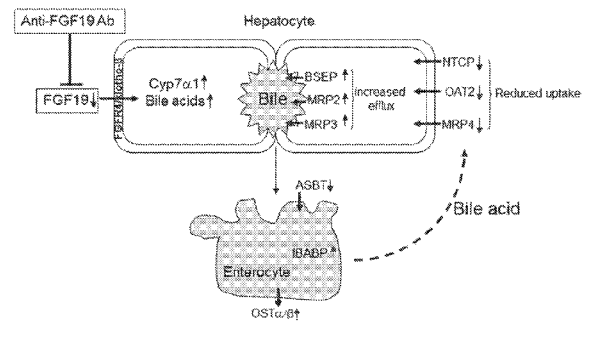 Hepatocyte
Anti-FGF19 Ab
FGF19↓
FGFR4/Klotho-β
Cyp7α1↑
Bile acids↑
Bile
BSEP ↑
MRP2↑
MRP3 ↑
increased
efflux
NTCP↓
OAT2↓
MRP4↓
Reduced uptake
ASBT↓
Bile acid
IBABP↑
Enterocyte
OSTα/β↑